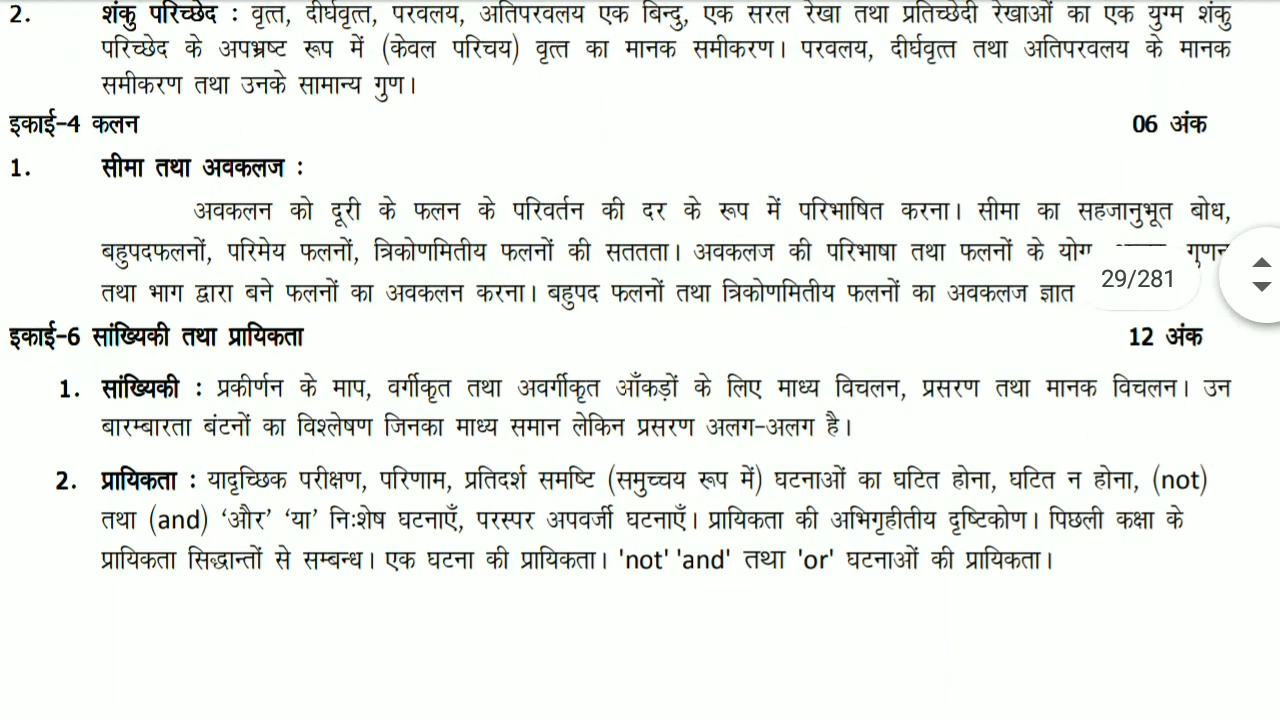 2. शंकु परिच्छेद : वृत्त, दीर्घवृत्त, परवलय, अतिपरवलय एक बिन्दु, एक सरल रेखा तथा प्रतिच्छेदी रेखाओं का एक युग्म शंकु
परिच्छेद के अपभ्रष्ट रूप में (केवल परिचय) वृत्त का मानक समीकरण। परवलय, दीर्घवृत्त तथा अतिपरवलय के मानक
समीकरण तथा उनके सामान्य गुण।
इकाई-4 कलन 06 अंक
1. सीमा तथा अवकलज :
अवकलन को दूरी के फलन के परिवर्तन की दर के रूप में परिभाषित करना। सीमा का सहजानुभूत बोध,
बहुपदफलनों, परिमेय फलनों, त्रिकोणमितीय फलनों की सततता। अवकलज की परिभाषा तथा फलनों के योग गुणन
29/281
तथा भाग द्वारा बने फलनों का अवकलन करना। बहुपद फलनों तथा त्रिकोणमितीय फलनों का अवकलज ज्ञात
इकाई-6 सांख्यिकी तथा प्रायिकता 12 अंक
1. सांख्यिकी : प्रकीर्णन के माप, वर्गीकृत तथा अवर्गीकृत आँकड़ों के लिए माध्य विचलन, प्रसरण तथा मानक विचलन। उन
बारम्बारता बंटनों का विश्लेषण जिनका माध्य समान लेकिन प्रसरण अलग-अलग है।
2. प्रायिकता : यादृच्छिक परीक्षण, परिणाम, प्रतिदर्श समष्टि (समुच्चय रूप में) घटनाओं का घटित होना, घटित न होना, (not)
तथा (and) ‘और’ ‘या’ निःशेष घटनाएँ, परस्पर अपवर्जी घटनाएँ। प्रायिकता की अभिगृहीतीय दृष्टिकोण। पिछली कक्षा के
प्रायिकता सिद्धान्तों से सम्बन्ध। एक घटना की प्रायिकता। 'not' 'and' तथा 'or' घटनाओं की प्रायिकता।